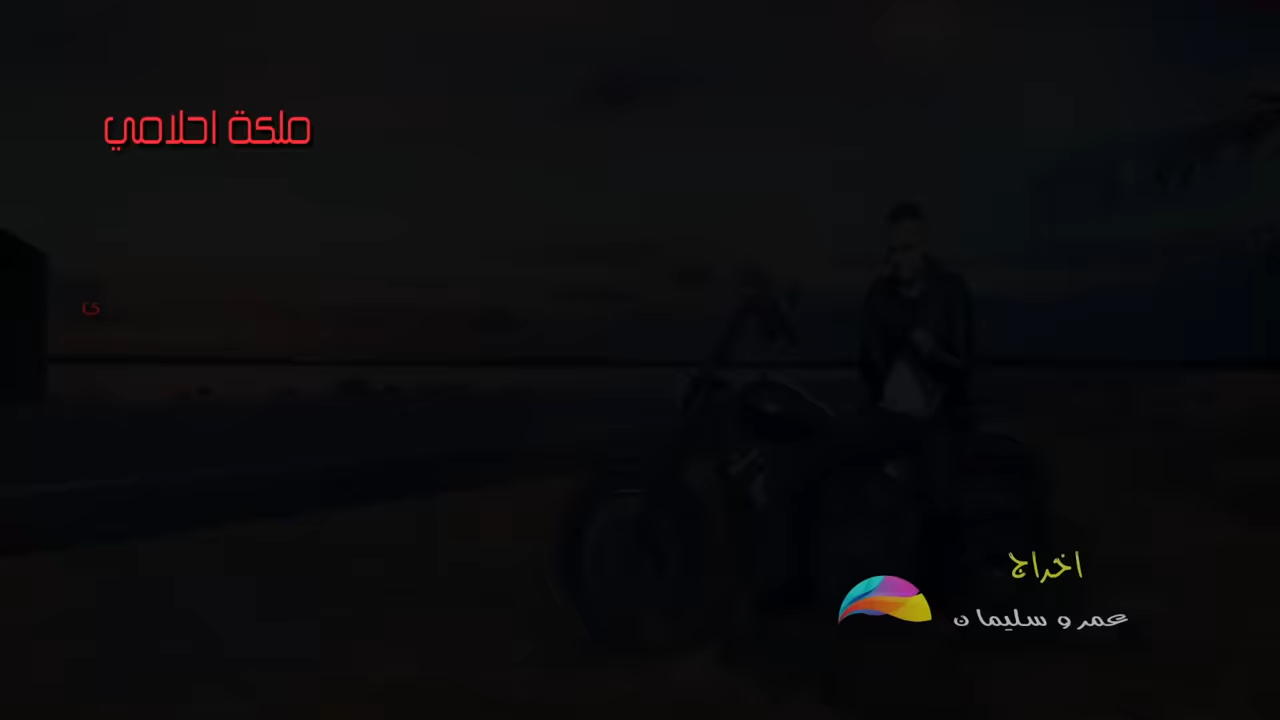 ملكة احلامي
ى
اخراج
عمرو سليمان